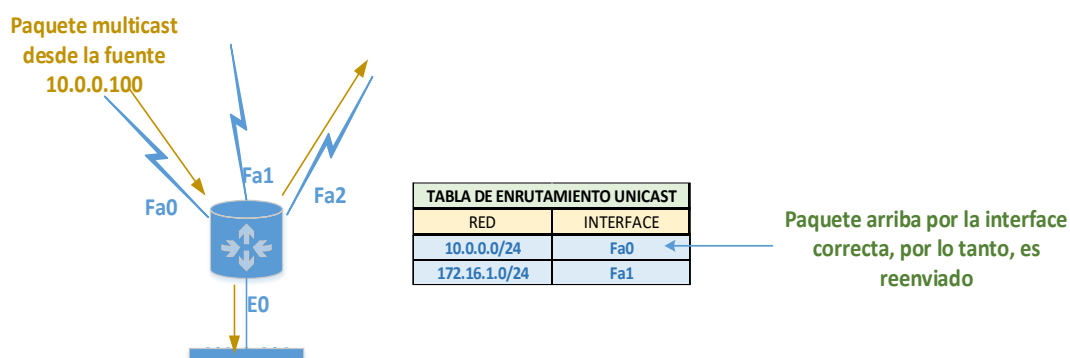 Paquete multicast
desde la fuente
10.0.0.100
Fa1
Fa0
Fa2
E0
TABLA DE ENRUTAMIENTO UNICAST
RED INTERFACE
10.0.0.0/24 Fa0
172.16.1.0/24 Fa1
Paquete arriba por la interface
correcta, por lo tanto, es
reenviado